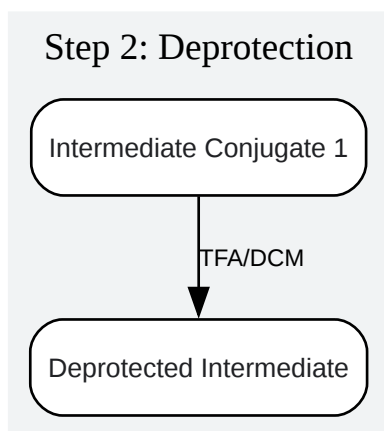 Step 2: Deprotection
Intermediate Conjugate 1
TFA/DCM
Deprotected Intermediate